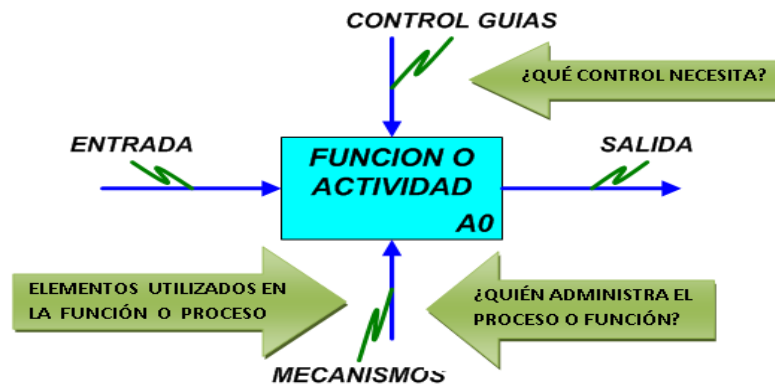 CONTROL GUIAS
¿QUÉ CONTROL NECESITA?
ENTRADA
FUNCION O
ACTIVIDAD
A0
SALIDA
ELEMENTOS UTILIZADOS EN
LA FUNCIÓN O PROCESO
¿QUIÉN ADMINISTRA EL
PROCESO O FUNCIÓN?
MECANISMOS